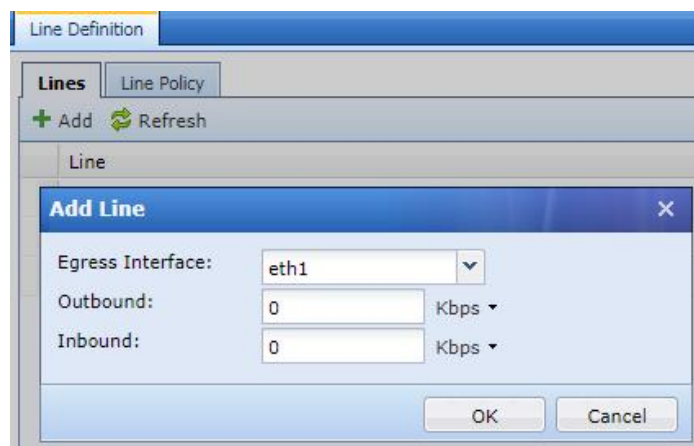 Line Definition
Lines Line Policy
Add Refresh
Line
Add Line
Egress Interface: eth1
Outbound: 0 Kbps
Inbound: 0 Kbps
OK Cancel